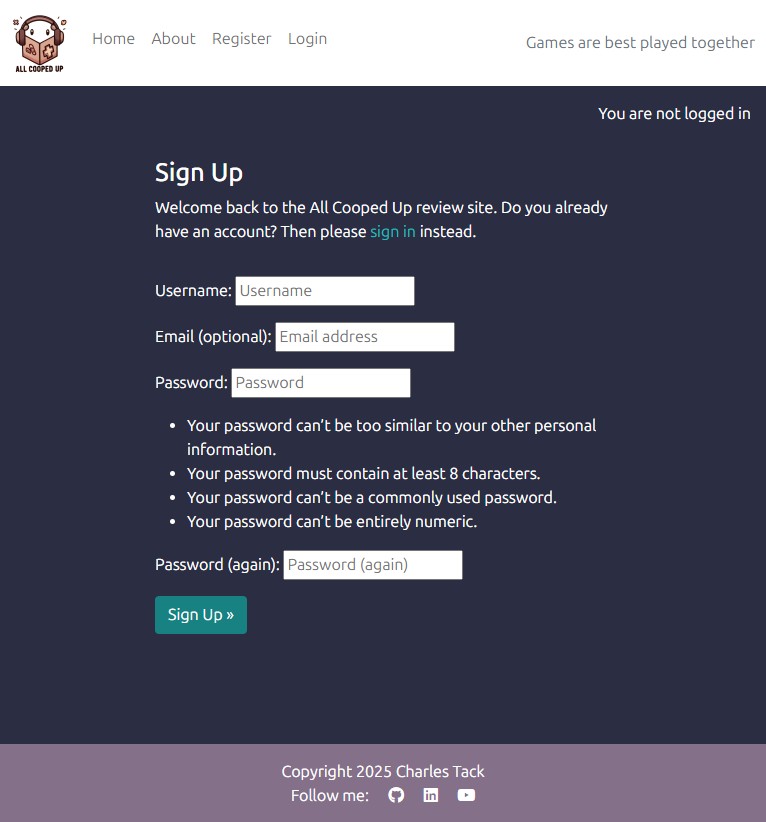 ALL COOPED UP
Home About Register Login
Games are best played together
You are not logged in
Sign Up
Welcome back to the All Cooped Up review site. Do you already
have an account? Then please sign in instead.
Username: Username
Email (optional): Email address
Password: Password
• Your password can’t be too similar to your other personal
information.
• Your password must contain at least 8 characters.
• Your password can’t be a commonly used password.
• Your password can’t be entirely numeric.
Password (again): Password (again)
Sign Up »
Copyright 2025 Charles Tack
Follow me: